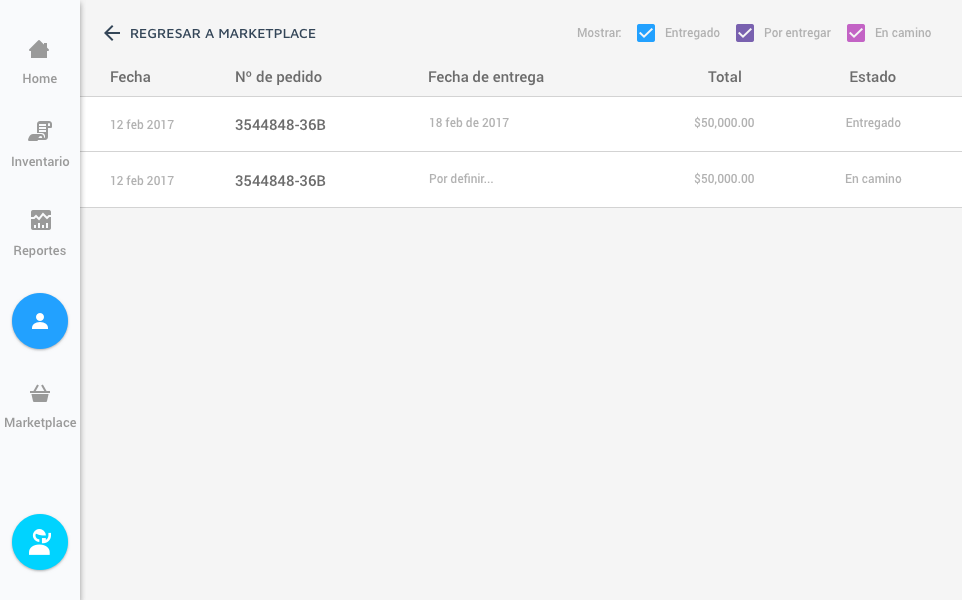 REGRESAR A MARKETPLACE
Mostrar: Entregado Por entregar En camino
Fecha Nº de pedido Fecha de entrega Total Estado
12 feb 2017 3544848-36B 18 feb de 2017 $50,000.00 Entregado
12 feb 2017 3544848-36B Por definir... $50,000.00 En camino
Home
Inventario
Reportes
Marketplace